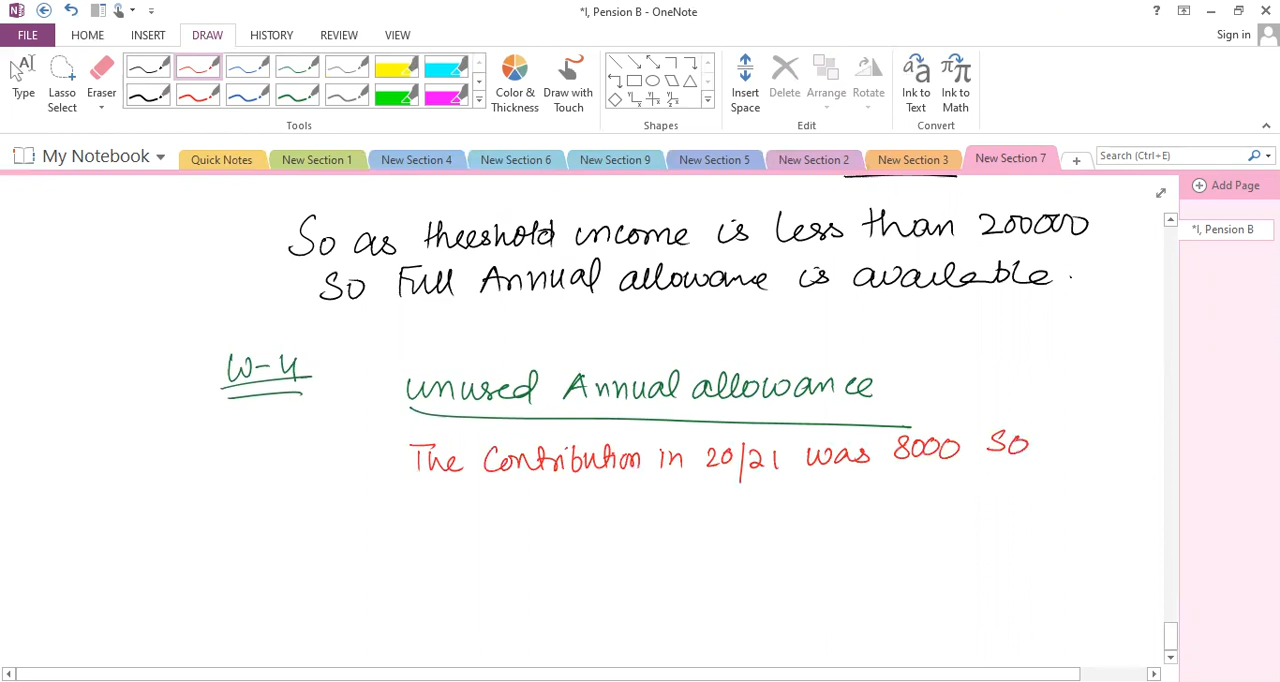 *I, Pension B - OneNote
?
FILE HOME INSERT DRAW HISTORY REVIEW VIEW
Sign in
Type
Lasso Select
Eraser
Color & Thickness
Draw with Touch
Insert Space
Delete
Arrange
Rotate
Ink to Text
Ink to Math
Tools
Shapes
Edit
Convert
My Notebook
Quick Notes
New Section 1
New Section 4
New Section 6
New Section 9
New Section 5
New Section 2
New Section 3
New Section 7
Search (Ctrl+E)
Add Page
*I, Pension B
So as threshold income is less than 200000
So Full Annual allowance is available.
W-4
unused Annual allowance
The Contribution in 20/21 was 8000 So